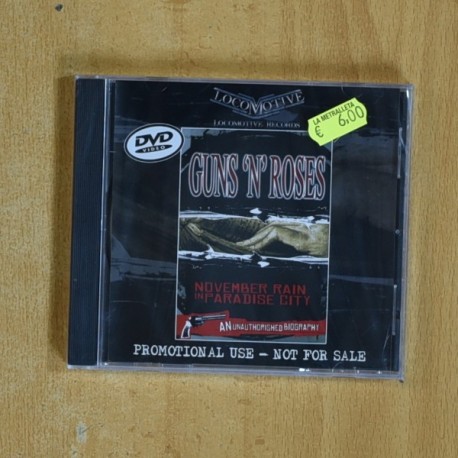 LOCOMOTIVE
LOCOMOTIVE RECORDS
LA METRALLETA
€ 6,00
DVD
VIDEO
GUNS 'N' ROSES
NOVEMBER RAIN
IN PARADISE CITY
AN UNAUTHORISED BIOGRAPHY
PROMOTIONAL USE – NOT FOR SALE